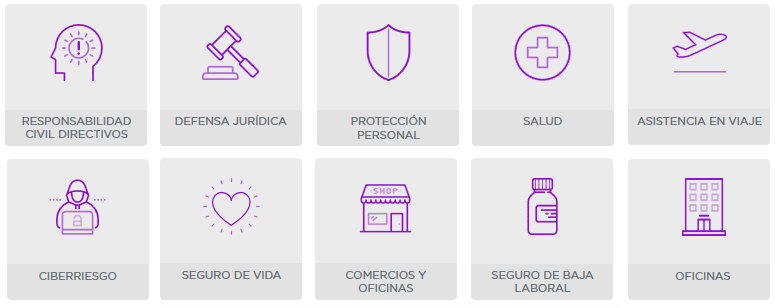 RESPONSABILIDAD
CIVIL DIRECTIVOS
DEFENSA JURÍDICA
PROTECCIÓN
PERSONAL
SALUD
ASISTENCIA EN VIAJE
CIBERRIESGO
SEGURO DE VIDA
SHOP
COMERCIOS Y
OFICINAS
SEGURO DE BAJA
LABORAL
OFICINAS